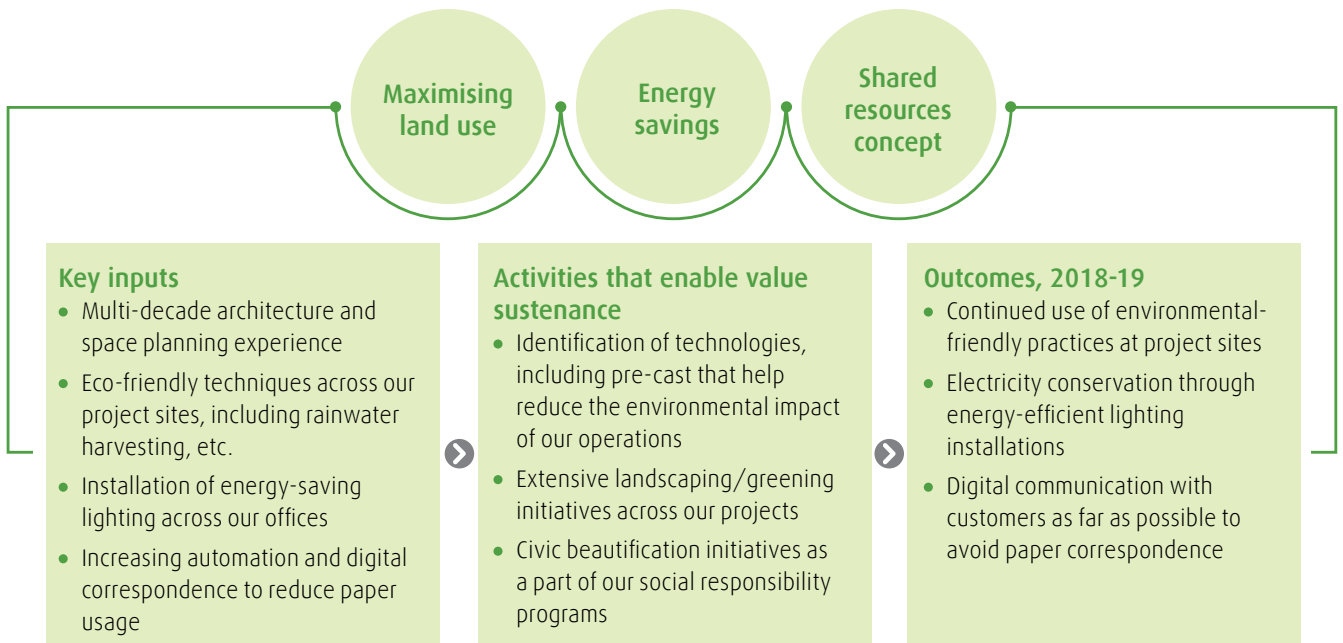 Maximising
land use
Energy
savings
Shared
resources
concept
Key inputs
• Multi-decade architecture and
space planning experience
• Eco-friendly techniques across our
project sites, including rainwater
harvesting, etc.
• Installation of energy-saving
lighting across our offices
• Increasing automation and digital
correspondence to reduce paper
usage
Activities that enable value
sustenance
• Identification of technologies,
including pre-cast that help
reduce the environmental impact
of our operations
• Extensive landscaping/greening
initiatives across our projects
• Civic beautification initiatives as
a part of our social responsibility
programs
Outcomes, 2018-19
• Continued use of environmental-
friendly practices at project sites
• Electricity conservation through
energy-efficient lighting
installations
• Digital communication with
customers as far as possible to
avoid paper correspondence